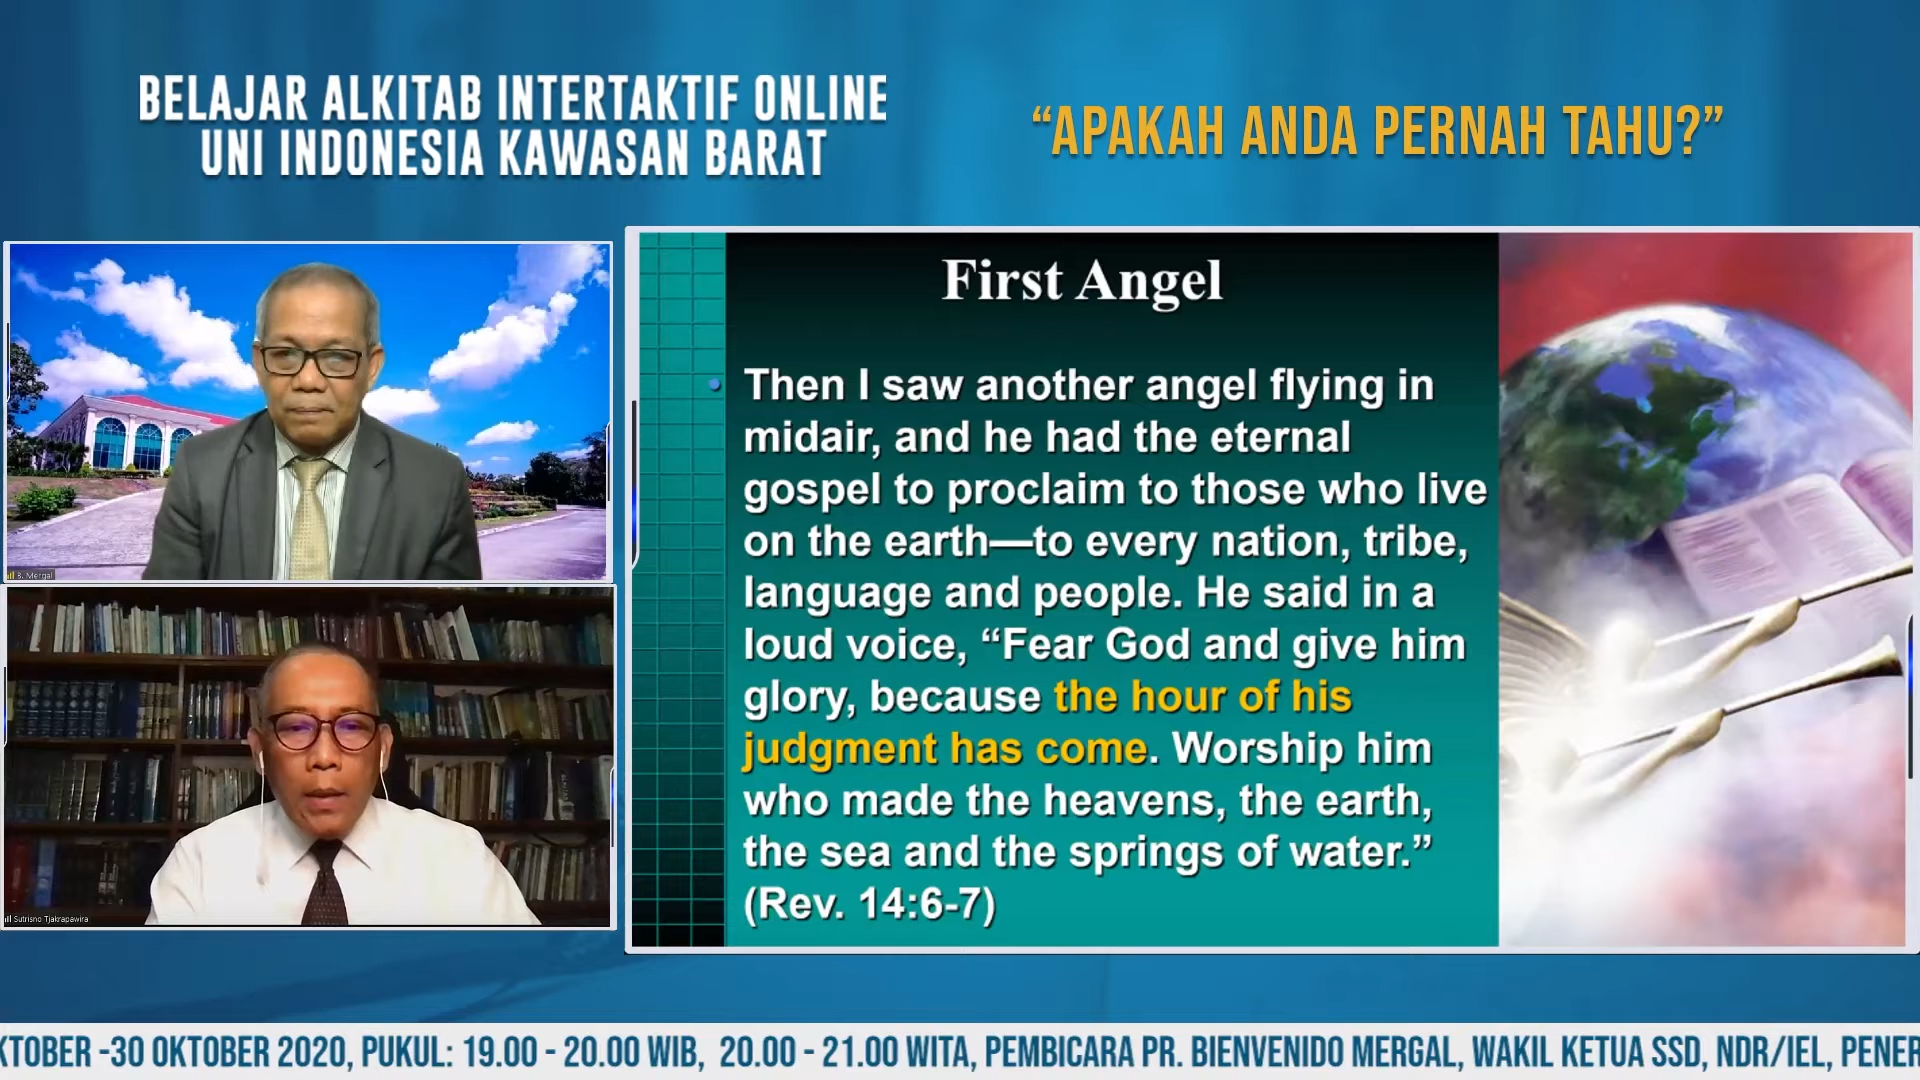 BELAJAR ALKITAB INTERTAKTIF ONLINE
UNI INDONESIA KAWASAN BARAT
“APAKAH ANDA PERNAH TAHU?”
B. Mergal
Sutrisno Tjakrapawira
First Angel
Then I saw another angel flying in
midair, and he had the eternal
gospel to proclaim to those who live
on the earth—to every nation, tribe,
language and people. He said in a
loud voice, “Fear God and give him
glory, because the hour of his
judgment has come. Worship him
who made the heavens, the earth,
the sea and the springs of water.”
(Rev. 14:6-7)
KTOBER -30 OKTOBER 2020, PUKUL: 19.00 - 20.00 WIB, 20.00 - 21.00 WITA, PEMBICARA PR. BIENVENIDO MERGAL, WAKIL KETUA SSD, NDR/IEL, PENER